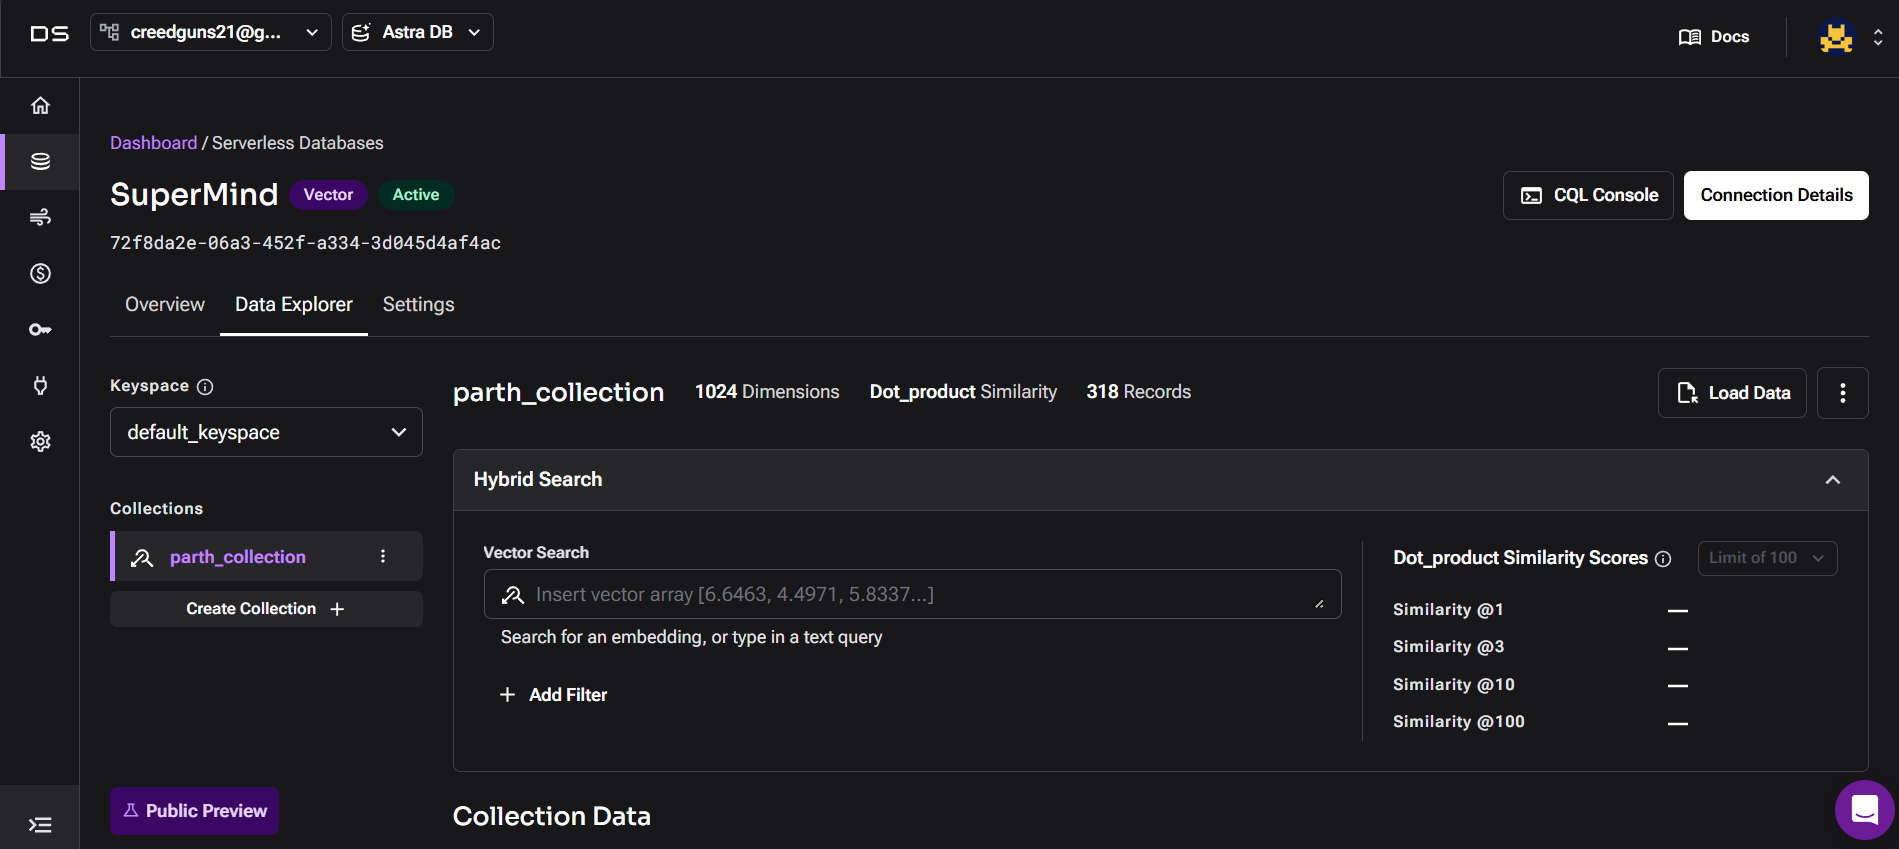 DS creedguns21@g... Astra DB Docs
Dashboard / Serverless Databases
SuperMind Vector Active
CQL Console Connection Details
72f8da2e-06a3-452f-a334-3d045d4af4ac
Overview Data Explorer Settings
Keyspace
default_keyspace
Collections
parth_collection
Create Collection +
Public Preview
parth_collection 1024 Dimensions Dot_product Similarity 318 Records
Load Data
Hybrid Search
Vector Search
Insert vector array [6.6463, 4.4971, 5.8337...]
Search for an embedding, or type in a text query
+ Add Filter
Dot_product Similarity Scores Limit of 100
Similarity @1 —
Similarity @3 —
Similarity @10 —
Similarity @100 —
Collection Data